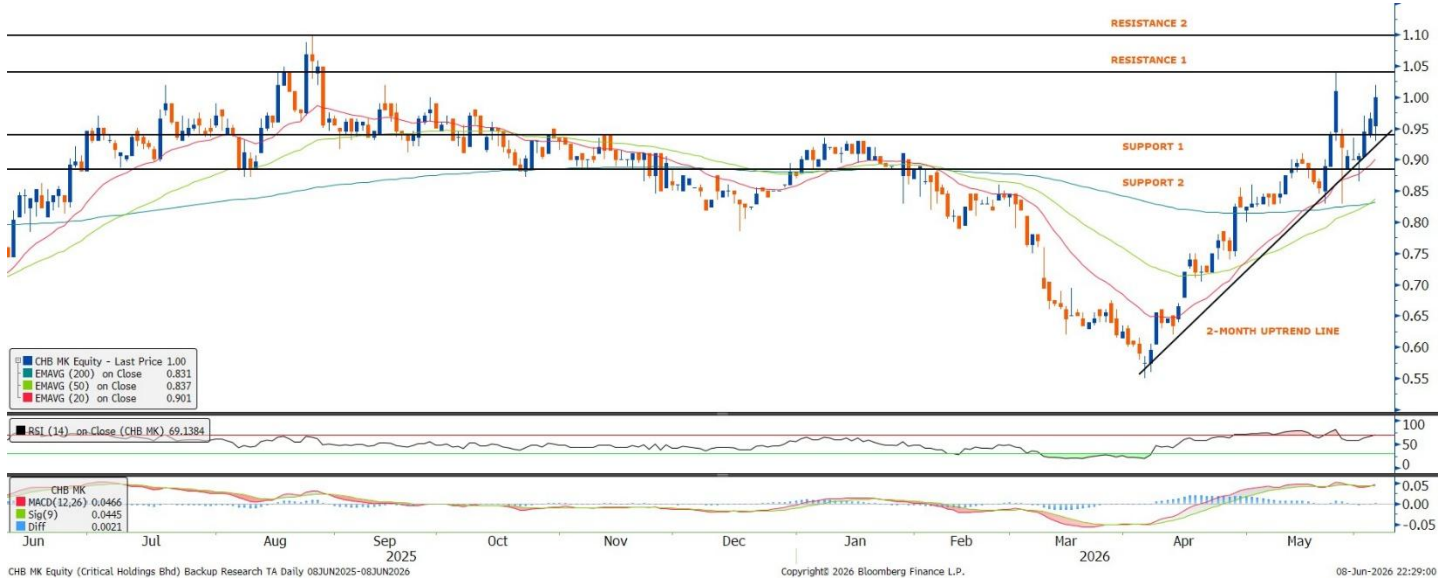 RESISTANCE 2
1.10
RESISTANCE 1
1.05
1.00
0.95
SUPPORT 1
0.90
SUPPORT 2
0.85
0.80
0.75
0.70
0.65
2-MONTH UPTREND LINE
0.60
0.55
CHB MK Equity - Last Price 1.00
EMAVG (200) on Close 0.831
EMAVG (50) on Close 0.837
EMAVG (20) on Close 0.901
RSI (14) on Close (CHB MK) 69.1384
100
50
0
CHB MK
MACD(12,26) 0.0466
Sig(9) 0.0445
Diff 0.0021
0.05
0.00
-0.05
Jun Jul Aug Sep Oct Nov Dec Jan Feb Mar Apr May
2025 2026
CHB MK Equity (Critical Holdings Bhd) Backup Research TA Daily 08JUN2025-08JUN2026 Copyright© 2026 Bloomberg Finance L.P. 08-Jun-2026 22:29:00